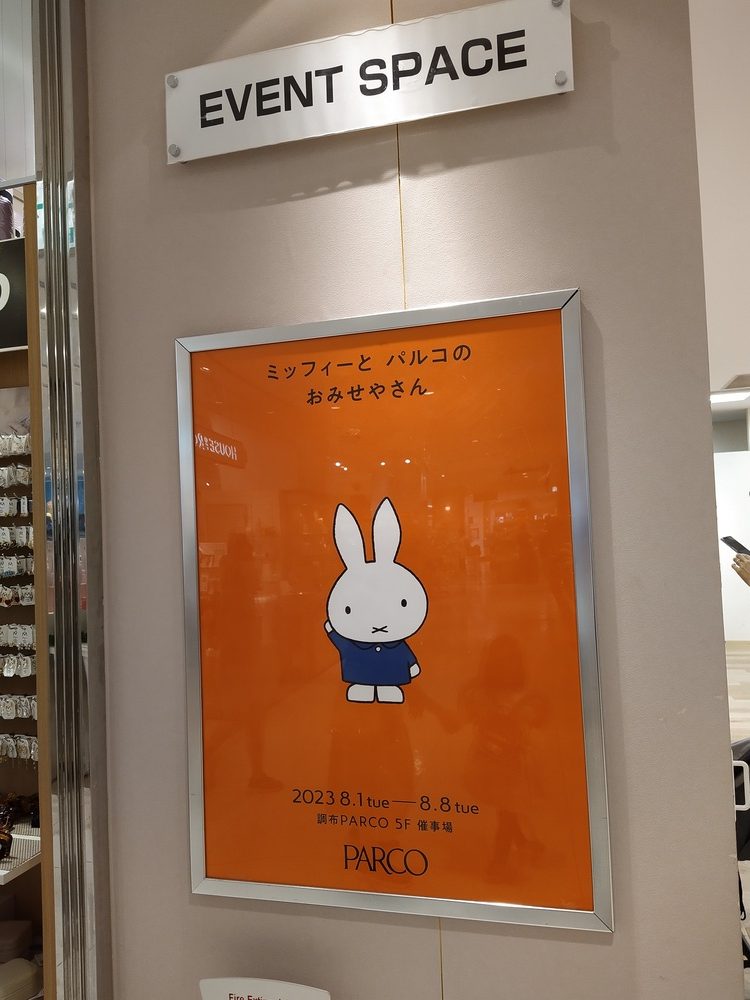 EVENT SPACE
ミッフィーと パルコの
おみせやさん
2023 8.1 tue — 8.8 tue
調布PARCO 5F 催事場
PARCO